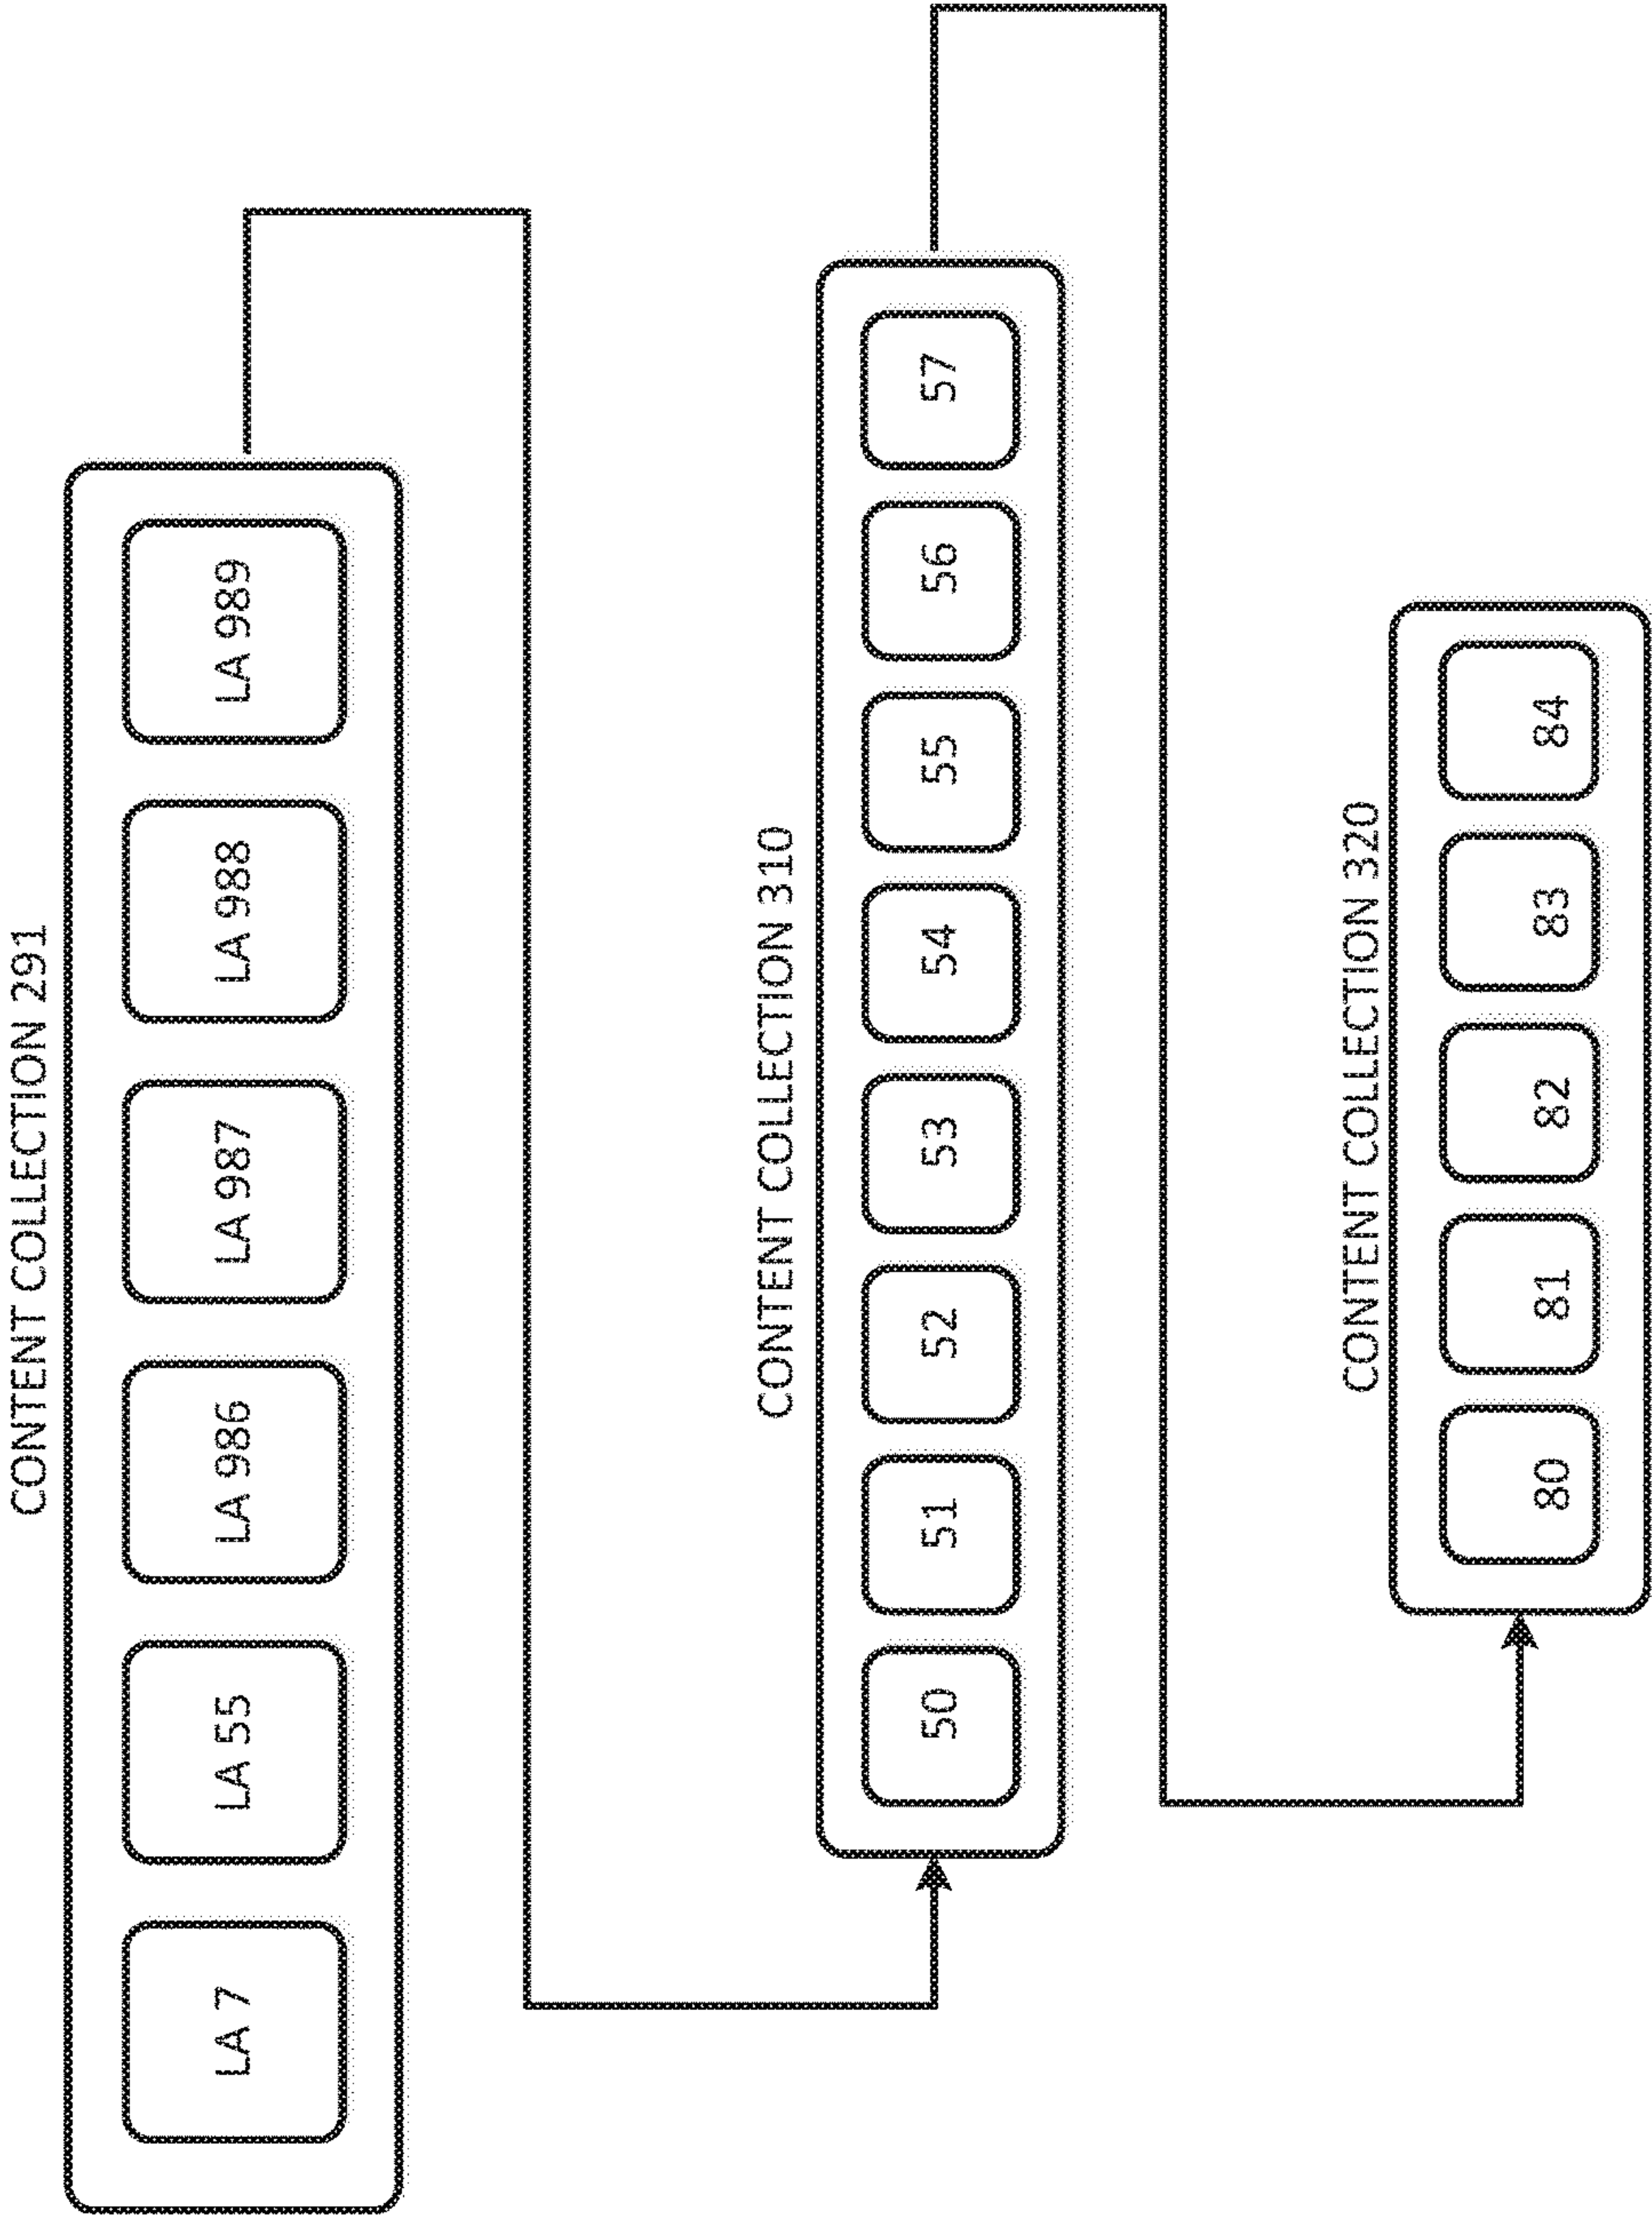 CONTENT COLLECTION 291
LA 7 LA 55 LA 986 LA 987 LA 988 LA 989
CONTENT COLLECTION 310
50 51 52 53 54 55 56 57
CONTENT COLLECTION 320
80 81 82 83 84